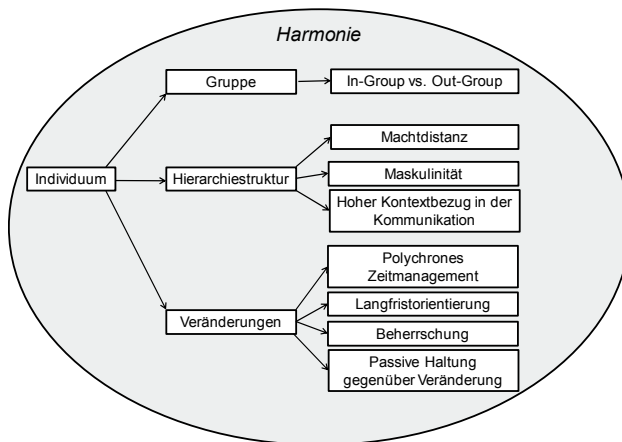 Harmonie
Gruppe
In-Group vs. Out-Group
Machtdistanz
Individuum
Hierarchiestruktur
Maskulinität
Hoher Kontextbezug in der
Kommunikation
Polychrones
Zeitmanagement
Veränderungen
Langfristorientierung
Beherrschung
Passive Haltung
gegenüber Veränderung